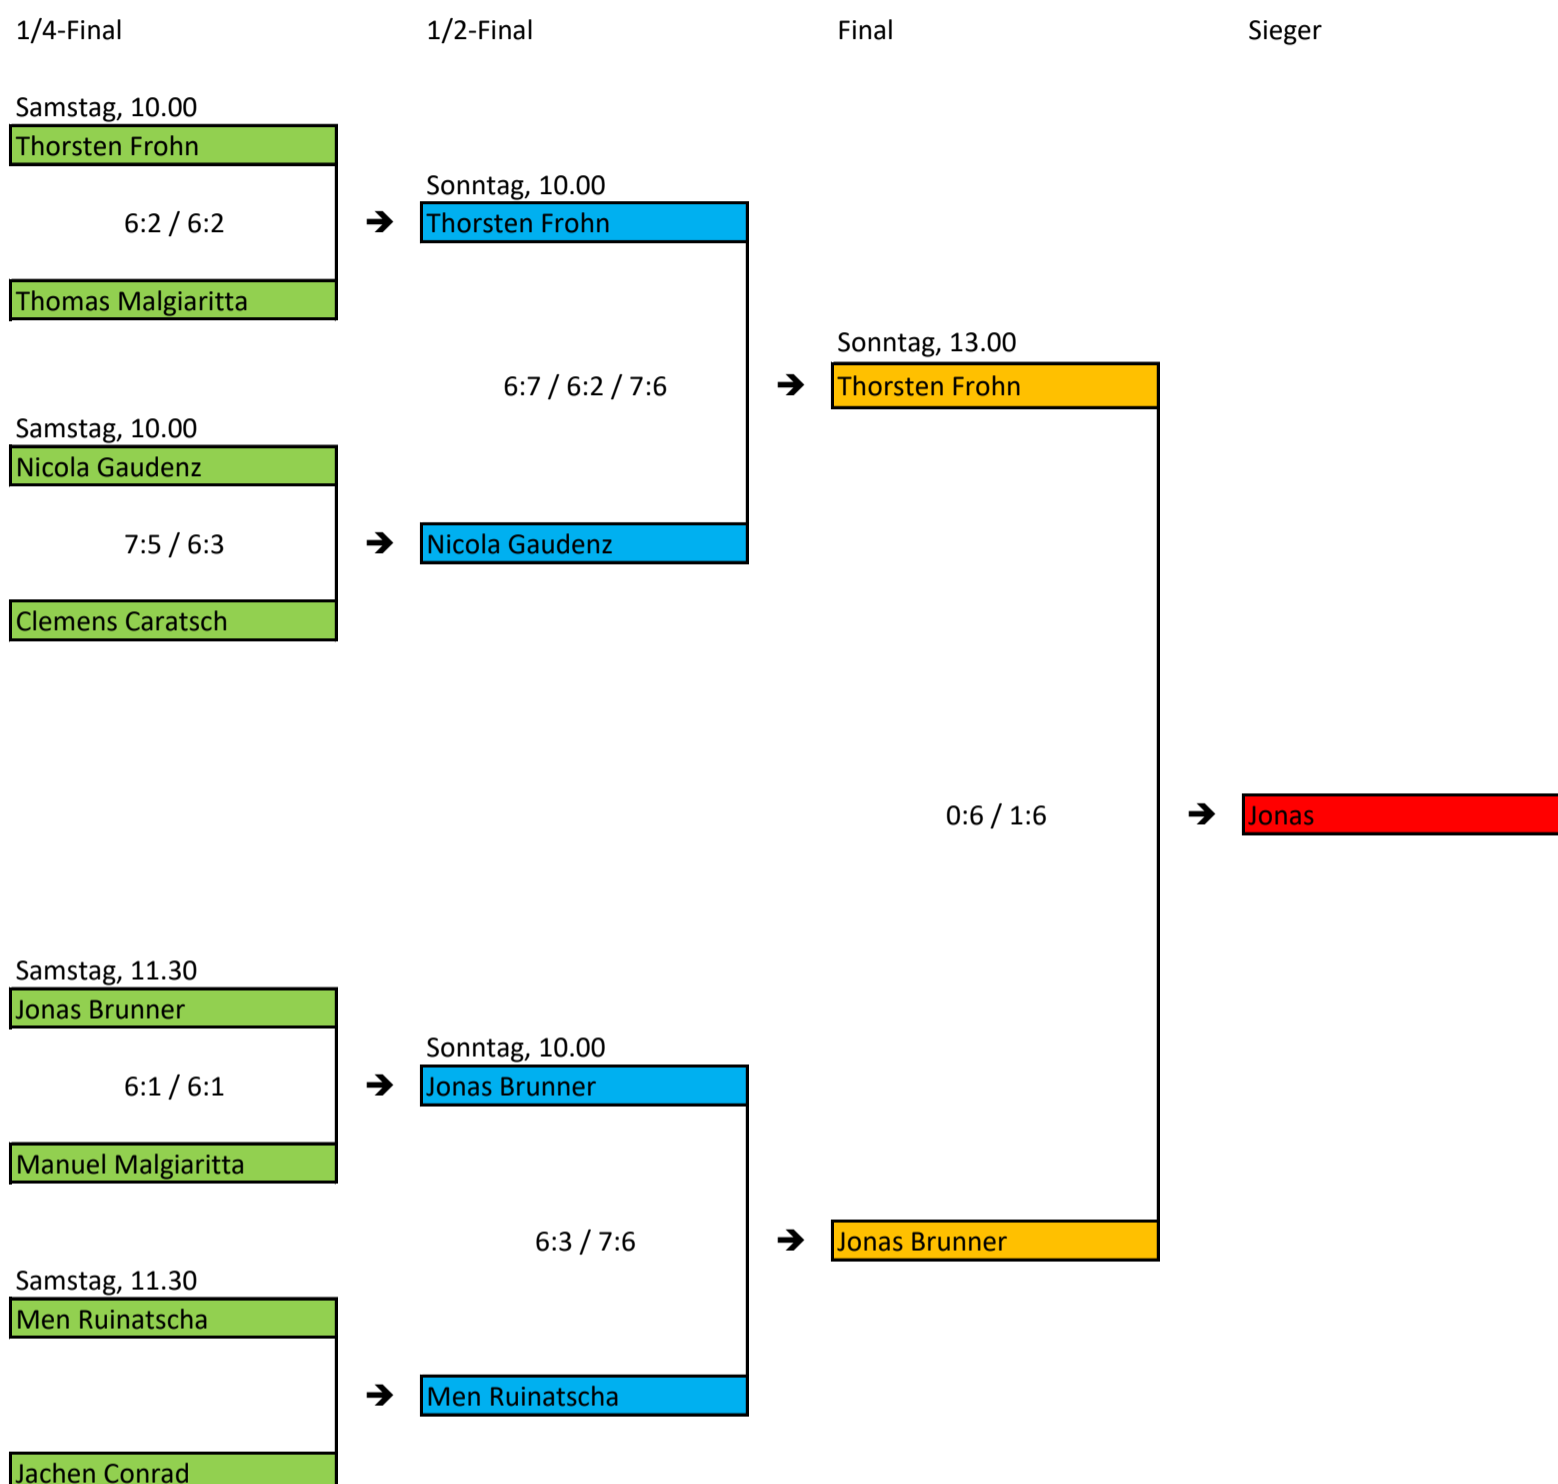 1/4-Final
1/2-Final
Final
Sieger
Samstag, 10.00
Thorsten Frohn
6:2 / 6:2
➔
Thomas Malgiaritta
Sonntag, 10.00
Thorsten Frohn
6:7 / 6:2 / 7:6
➔
Nicola Gaudenz
Samstag, 10.00
Nicola Gaudenz
7:5 / 6:3
➔
Clemens Caratsch
Sonntag, 13.00
Thorsten Frohn
0:6 / 1:6
➔
Jonas
Jonas Brunner
Samstag, 11.30
Jonas Brunner
6:1 / 6:1
➔
Manuel Malgiaritta
Sonntag, 10.00
Jonas Brunner
6:3 / 7:6
➔
Men Ruinatscha
Samstag, 11.30
Men Ruinatscha
➔
Jachen Conrad